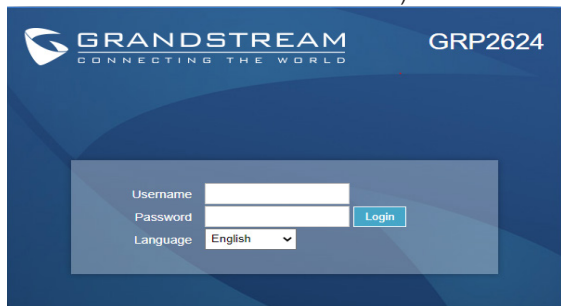 GRANDSTREAM
CONNECTING THE WORLD
GRP2624
Username
Password
Login
Language
English